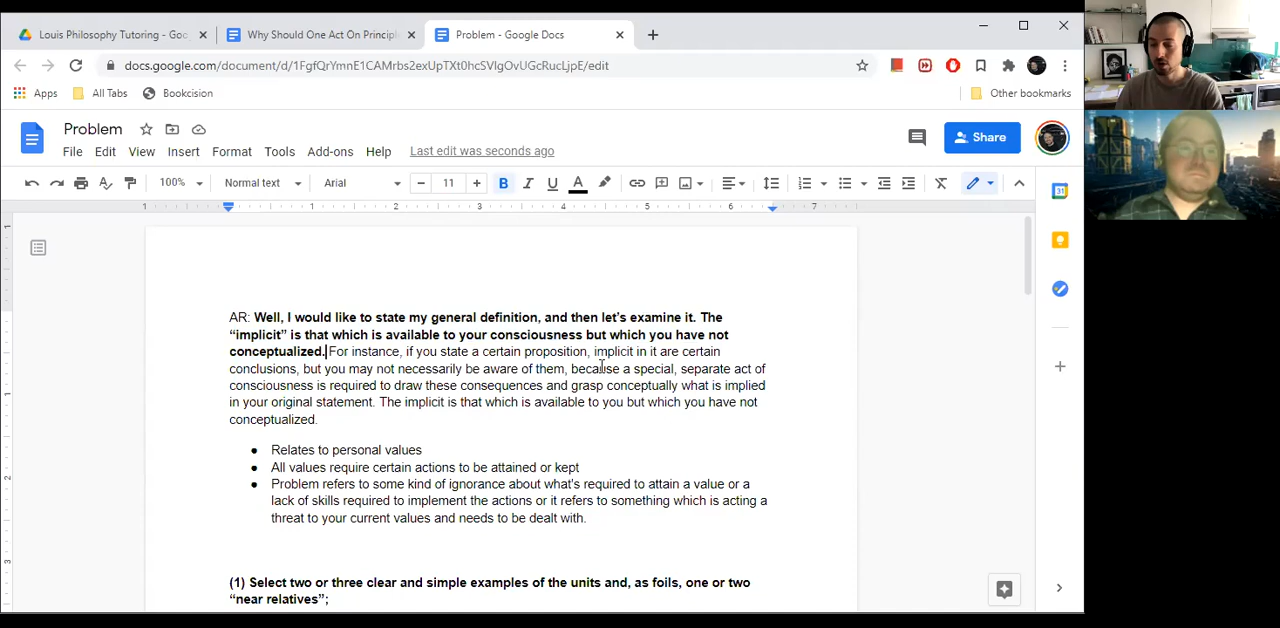 Louis Philosophy Tutoring - Goo
Why Should One Act On Principl
Problem - Google Docs
docs.google.com/document/d/1FgfQrYmnE1CAMrbs2exUpTXt0hcSVIgOvUGcRucLjpE/edit
Apps All Tabs Bookcision Other bookmarks
Problem
File Edit View Insert Format Tools Add-ons Help Last edit was seconds ago
Share
100% Normal text Arial 11 B I U A
1 1 2 3 4 5 6 7
AR: Well, I would like to state my general definition, and then let's examine it. The
“implicit” is that which is available to your consciousness but which you have not
conceptualized. For instance, if you state a certain proposition, implicit in it are certain
conclusions, but you may not necessarily be aware of them, because a special, separate act of
consciousness is required to draw these consequences and grasp conceptually what is implied
in your original statement. The implicit is that which is available to you but which you have not
conceptualized.
● Relates to personal values
● All values require certain actions to be attained or kept
● Problem refers to some kind of ignorance about what's required to attain a value or a
lack of skills required to implement the actions or it refers to something which is acting a
threat to your current values and needs to be dealt with.
(1) Select two or three clear and simple examples of the units and, as foils, one or two
“near relatives”;